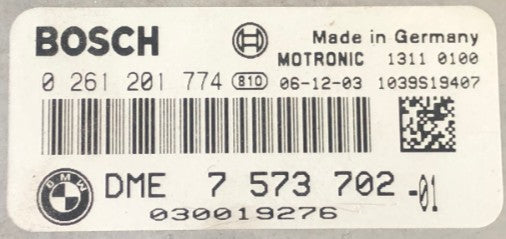 BOSCH
Made in Germany
MOTRONIC 1311 0100
0 261 201 774 810 06-12-03 1039S19407
BMW DME 7 573 702 -01
030019276